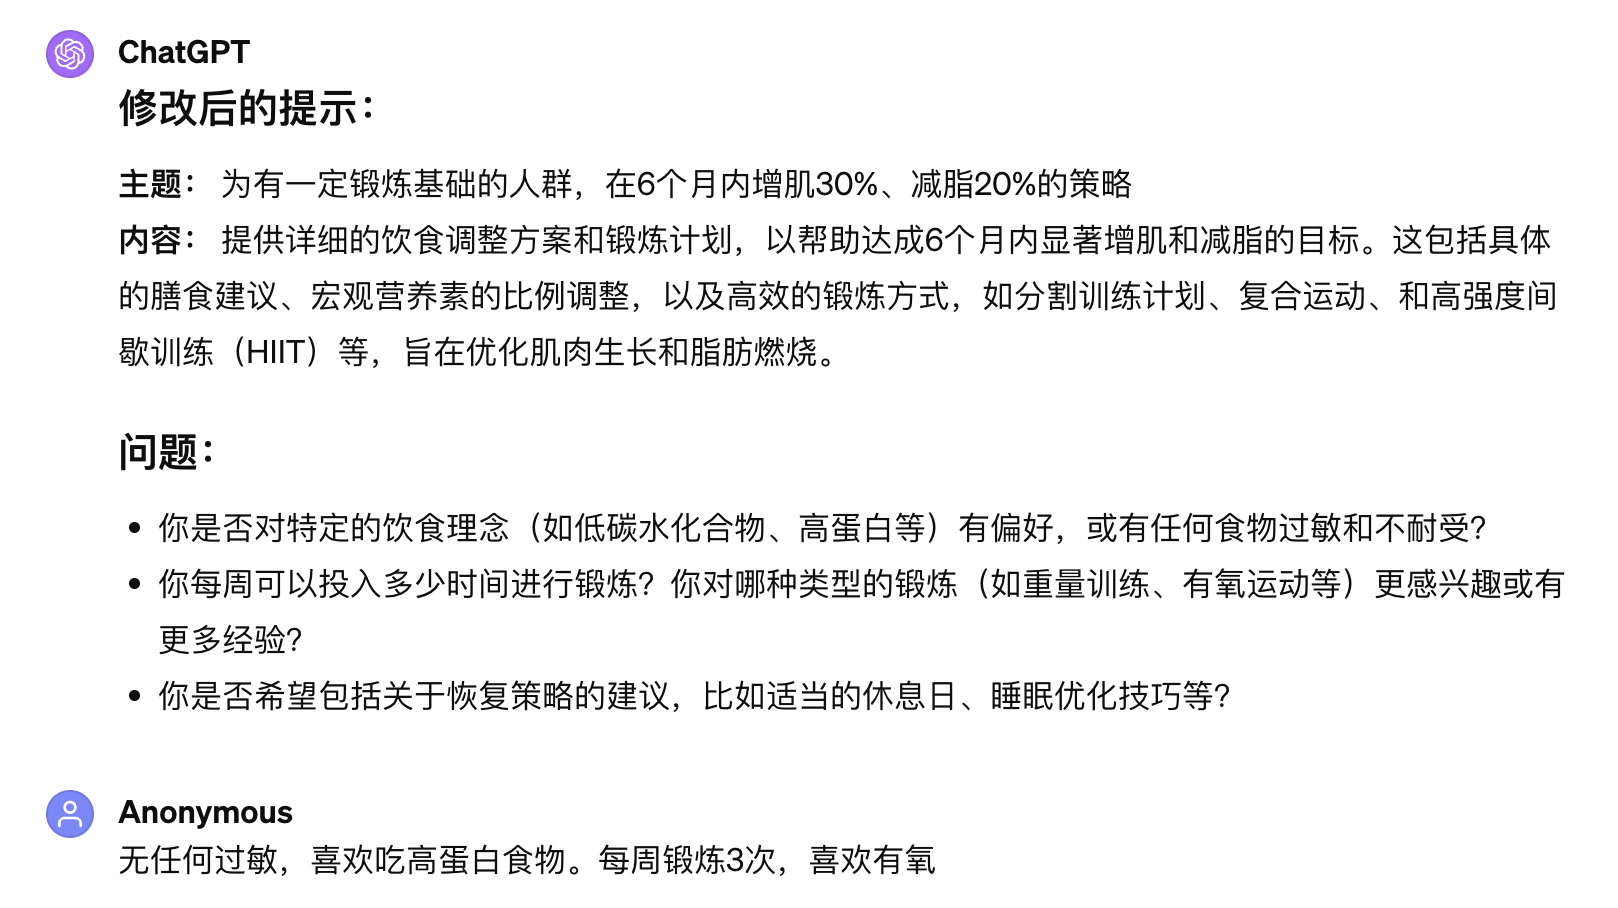 ChatGPT
修改后的提示：
主题： 为有一定锻炼基础的人群，在6个月内增肌30%、减脂20%的策略
内容： 提供详细的饮食调整方案和锻炼计划，以帮助达成6个月内显著增肌和减脂的目标。这包括具体
的膳食建议、宏观营养素的比例调整，以及高效的锻炼方式，如分割训练计划、复合运动、和高强度间
歇训练（HIIT）等，旨在优化肌肉生长和脂肪燃烧。
问题：
• 你是否对特定的饮食理念（如低碳水化合物、高蛋白等）有偏好，或有任何食物过敏和不耐受？
• 你每周可以投入多少时间进行锻炼？你对哪种类型的锻炼（如重量训练、有氧运动等）更感兴趣或有
更多经验？
• 你是否希望包括关于恢复策略的建议，比如适当的休息日、睡眠优化技巧等？
Anonymous
无任何过敏，喜欢吃高蛋白食物。每周锻炼3次，喜欢有氧